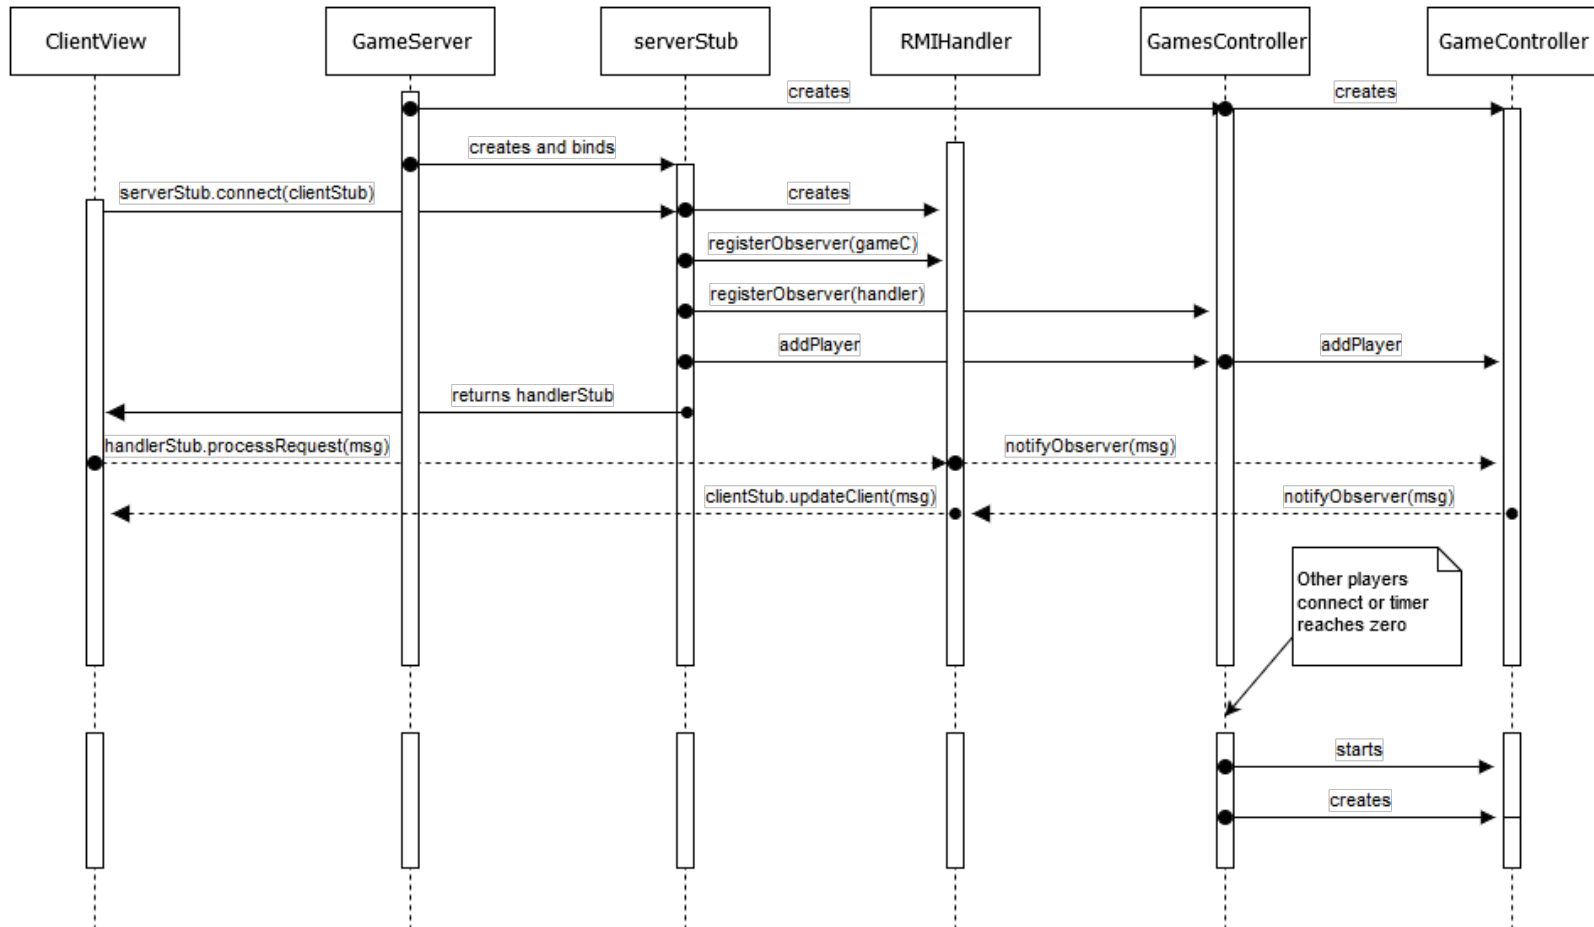 ClientView
GameServer
serverStub
RMIHandler
GamesController
GameController
creates
creates
creates and binds
serverStub.connect(clientStub)
creates
registerObserver(gameC)
registerObserver(handler)
addPlayer
addPlayer
returns handlerStub
handlerStub.processRequest(msg)
notifyObserver(msg)
clientStub.updateClient(msg)
notifyObserver(msg)
Other players
connect or timer
reaches zero
starts
creates